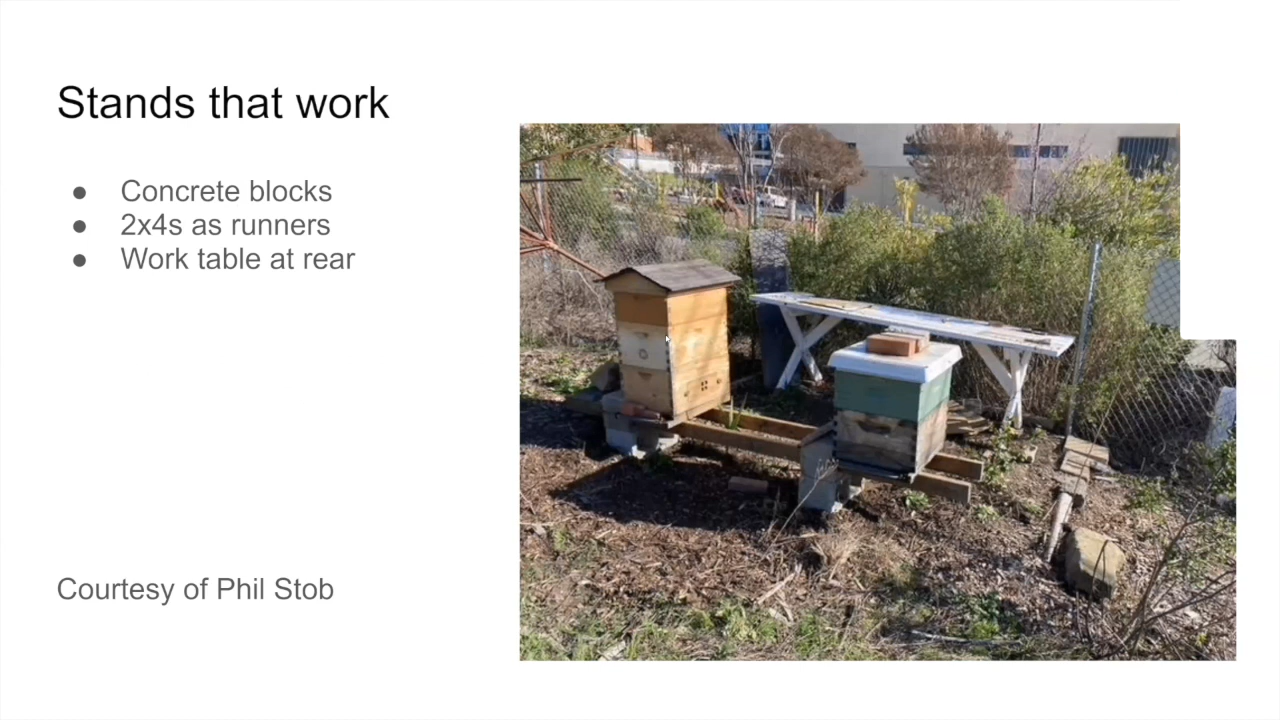 Stands that work
● Concrete blocks
● 2x4s as runners
● Work table at rear
Courtesy of Phil Stob